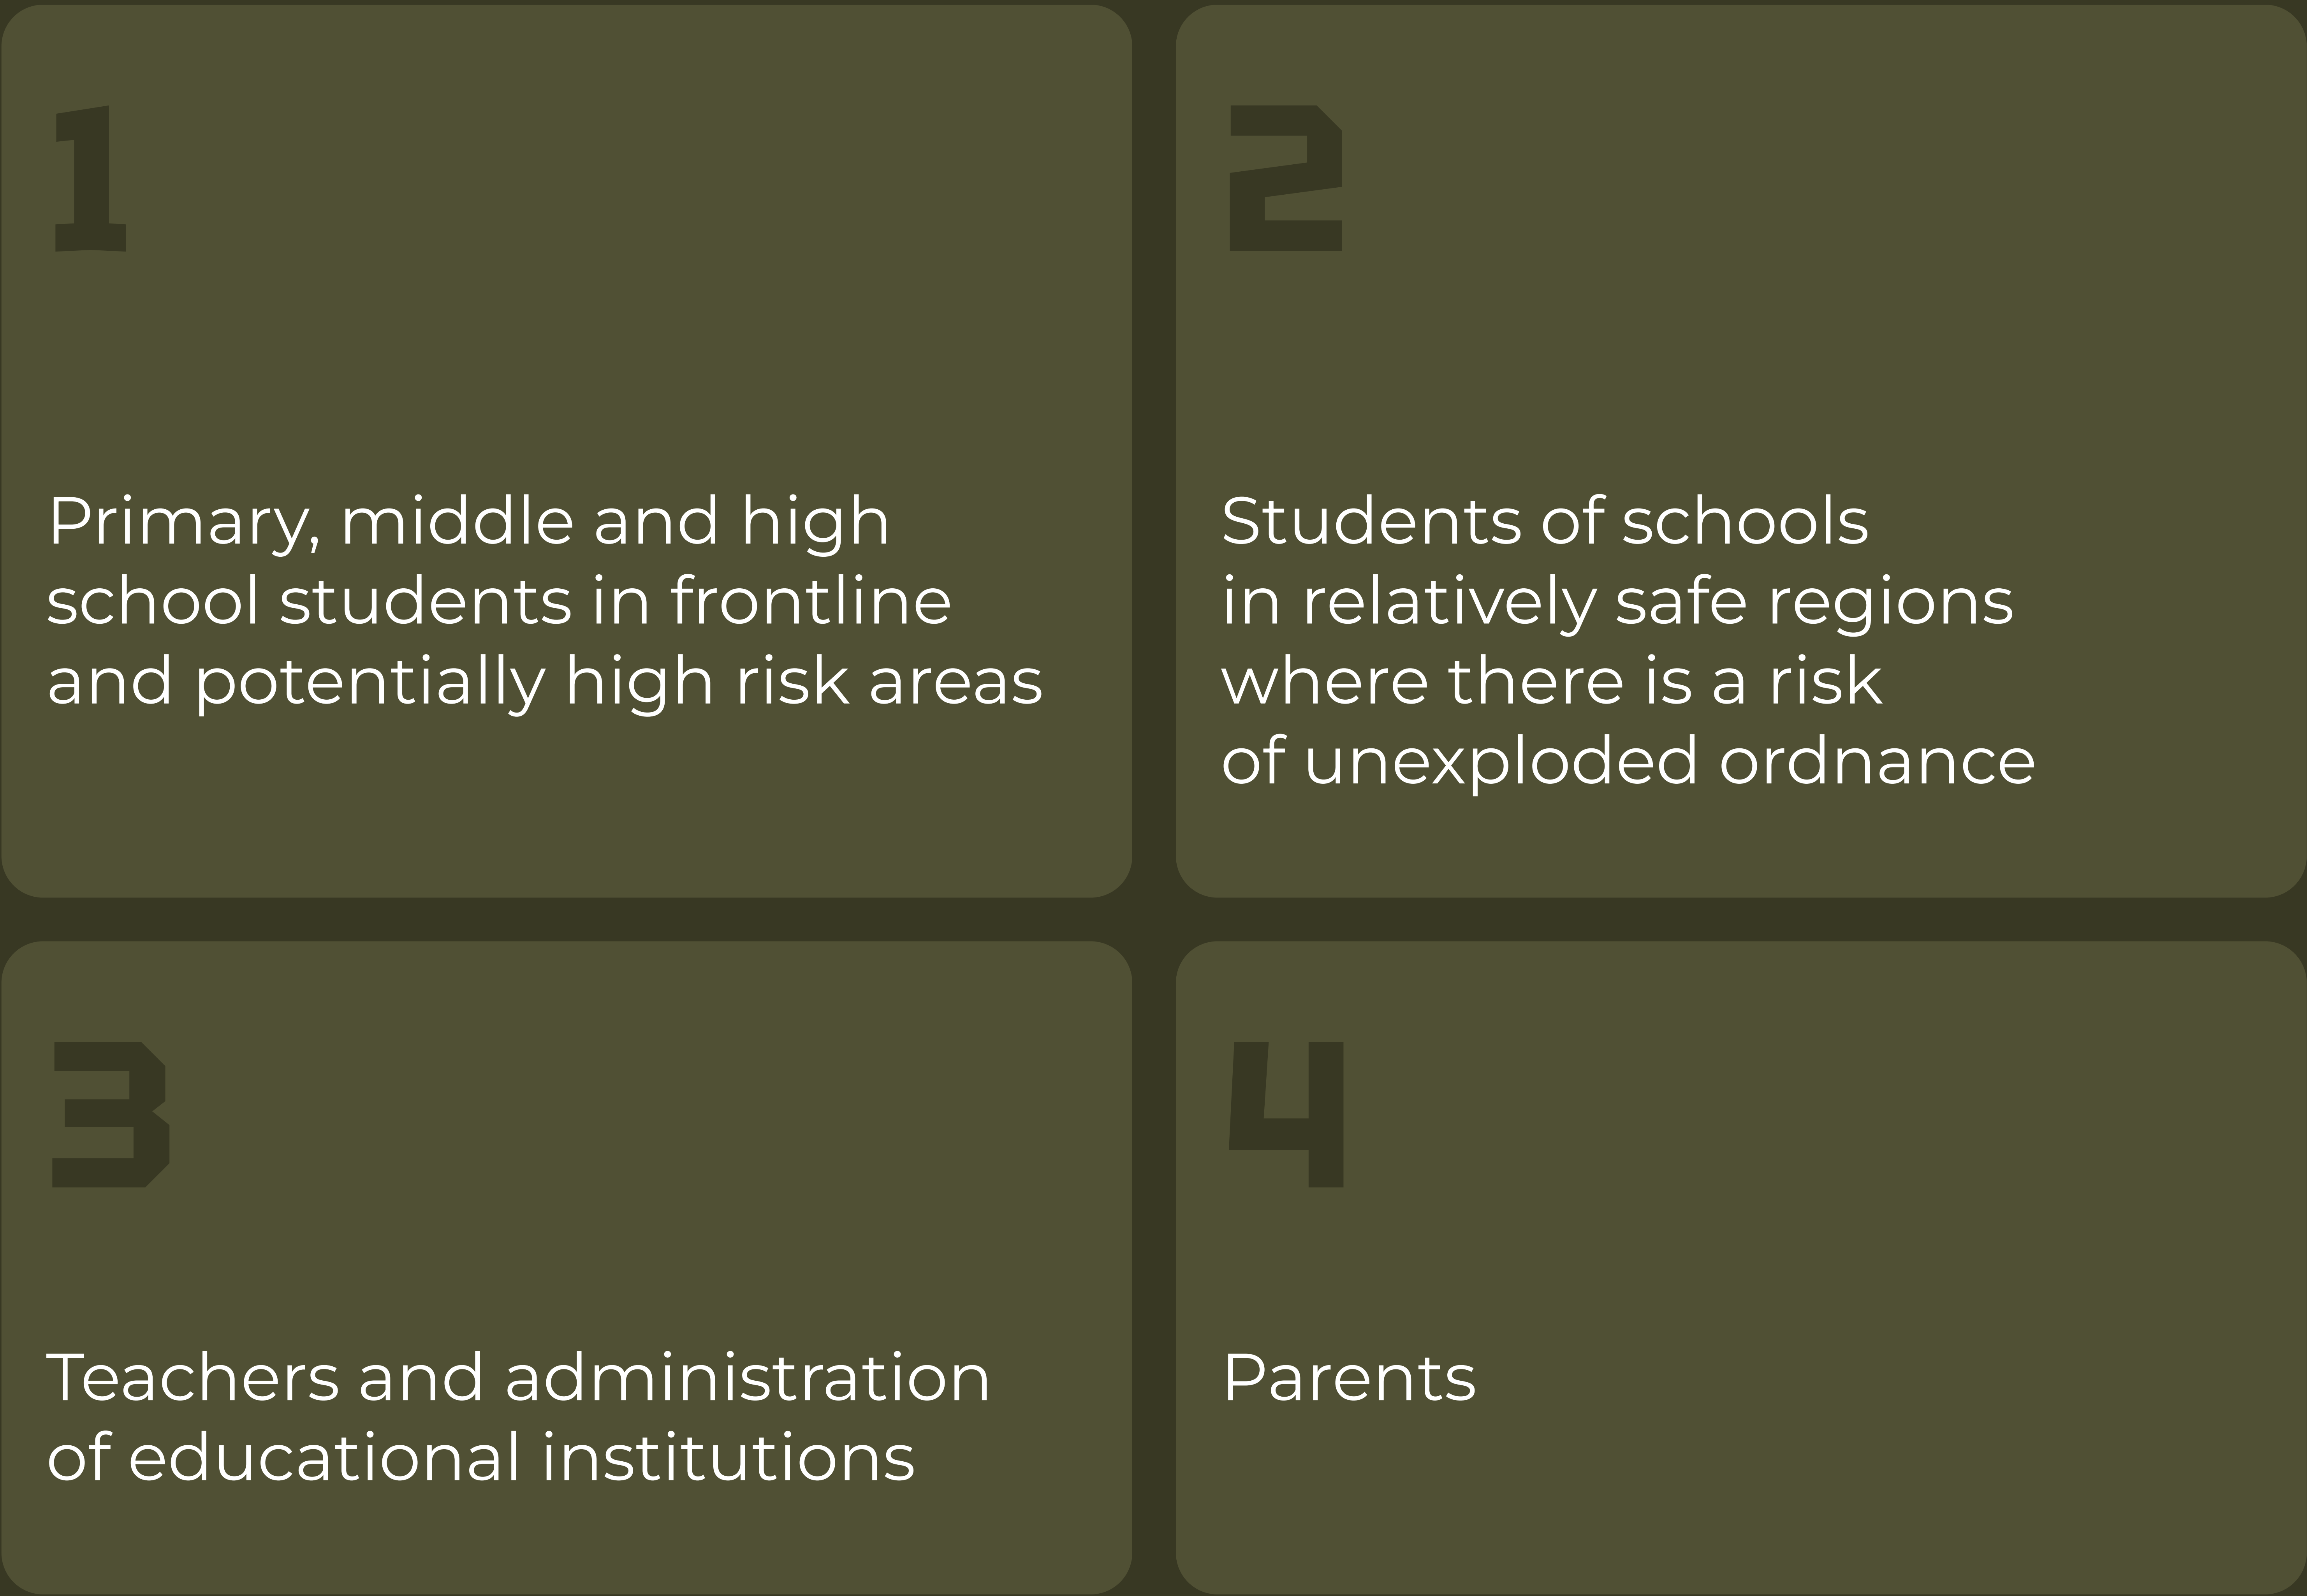 1
Primary, middle and high
school students in frontline
and potentially high risk areas
2
Students of schools
in relatively safe regions
where there is a risk
of unexploded ordnance
3
Teachers and administration
of educational institutions
4
Parents